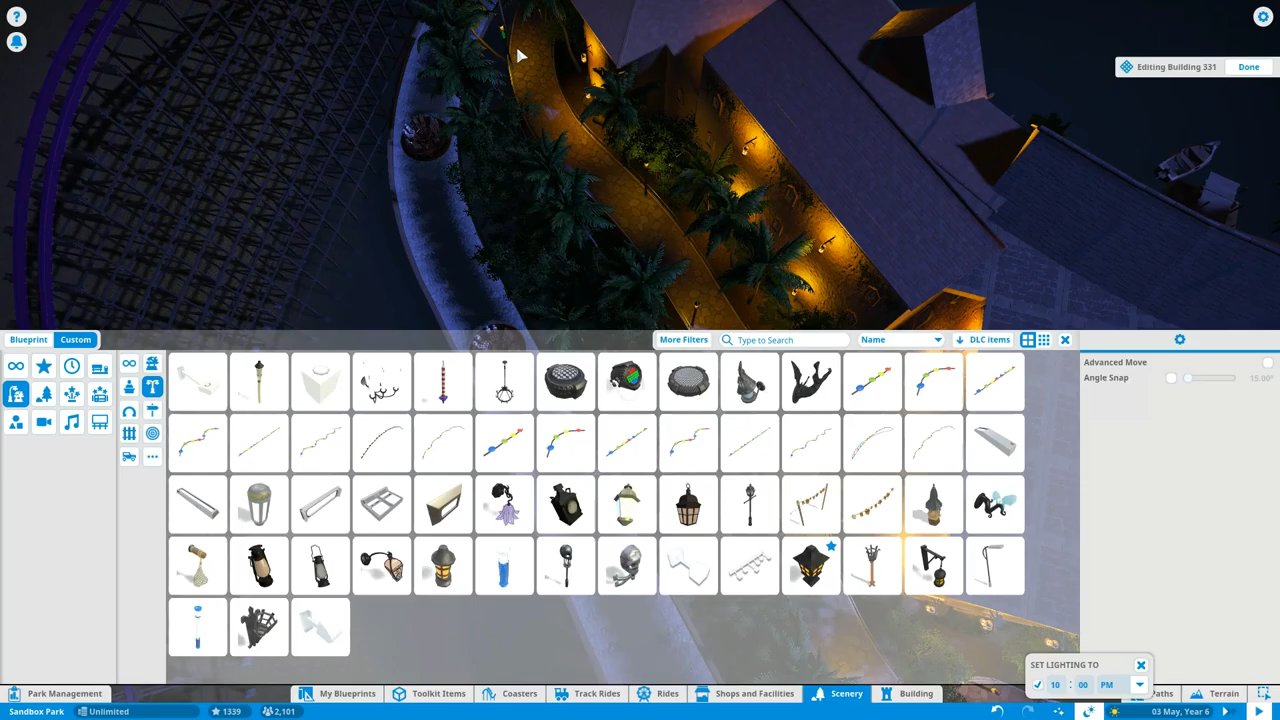 Editing Building 331 Done
Blueprint Custom More Filters Type to Search Name DLC items
Advanced Move
Angle Snap 15.00°
SET LIGHTING TO
10 : 00 PM
Park Management My Blueprints Toolkit Items Coasters Track Rides Rides Shops and Facilities Scenery Building Paths Terrain
Sandbox Park Unlimited 1339 2,101 03 May, Year 6